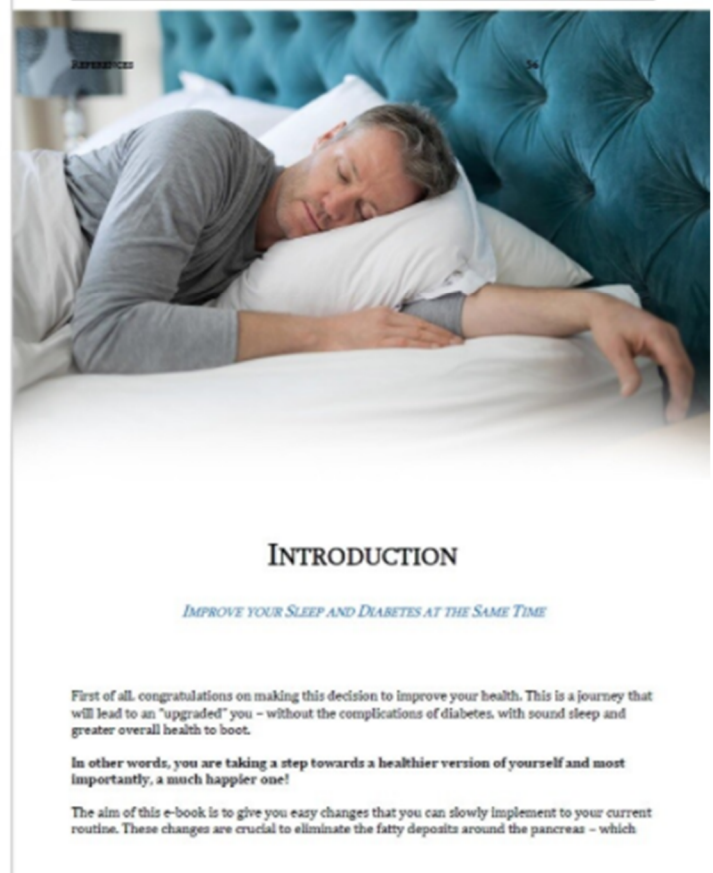 REFERENCES 56
INTRODUCTION
IMPROVE YOUR SLEEP AND DIABETES AT THE SAME TIME
First of all, congratulations on making this decision to improve your health. This is a journey that
will lead to an "upgraded" you – without the complications of diabetes, with sound sleep and
greater overall health to boot.
In other words, you are taking a step towards a healthier version of yourself and most
importantly, a much happier one!
The aim of this e-book is to give you easy changes that you can slowly implement to your current
routine. These changes are crucial to eliminate the fatty deposits around the pancreas – which